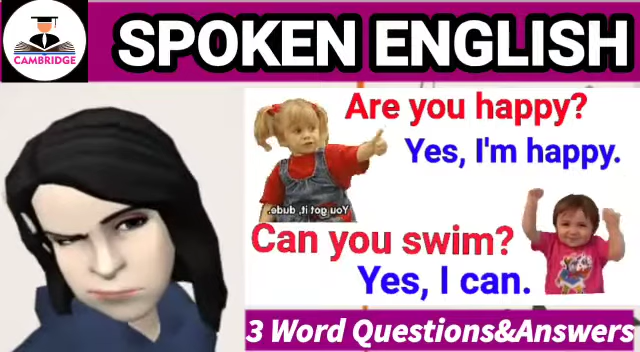 SPOKEN ENGLISH
CAMBRIDGE
Are you happy?
Yes, I'm happy.
You got it, dude.
Can you swim?
Yes, I can.
3 Word Questions&Answers